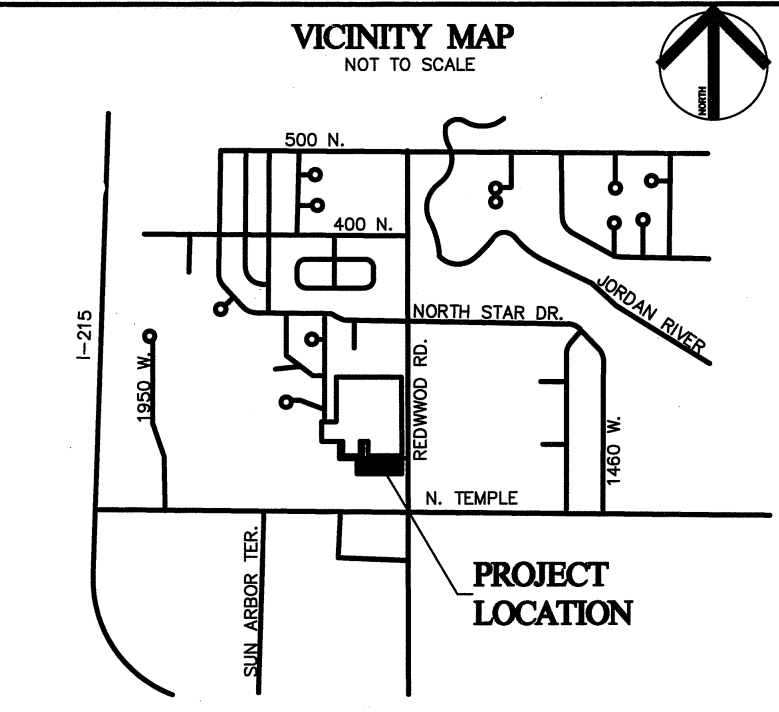 VICINITY MAP
NOT TO SCALE
NORTH
500 N.
400 N.
JORDAN RIVER
NORTH STAR DR.
I-215
1950 W.
REDWWOD RD.
1460 W.
N. TEMPLE
SUN ARBOR TER.
PROJECT
LOCATION